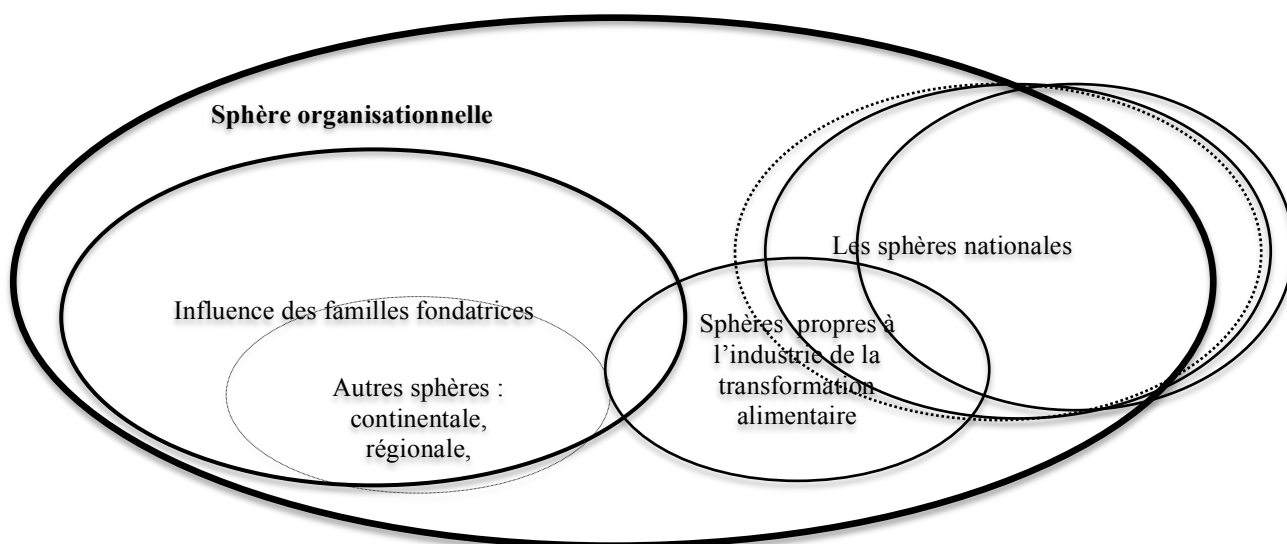 Sphère organisationnelle
Les sphères nationales
Influence des familles fondatrices
Sphères propres à
l’industrie de la
transformation
alimentaire
Autres sphères :
continentale,
régionale,